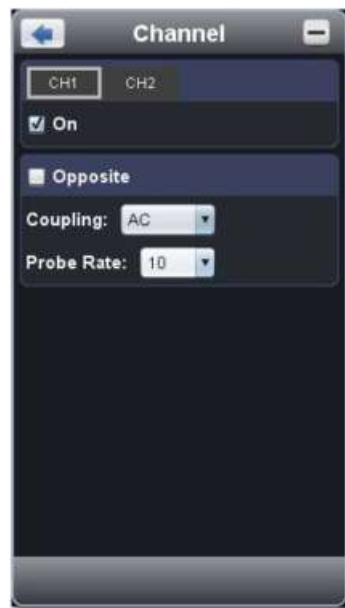 Channel
CH1 CH2
On
Opposite
Coupling: AC
Probe Rate: 10